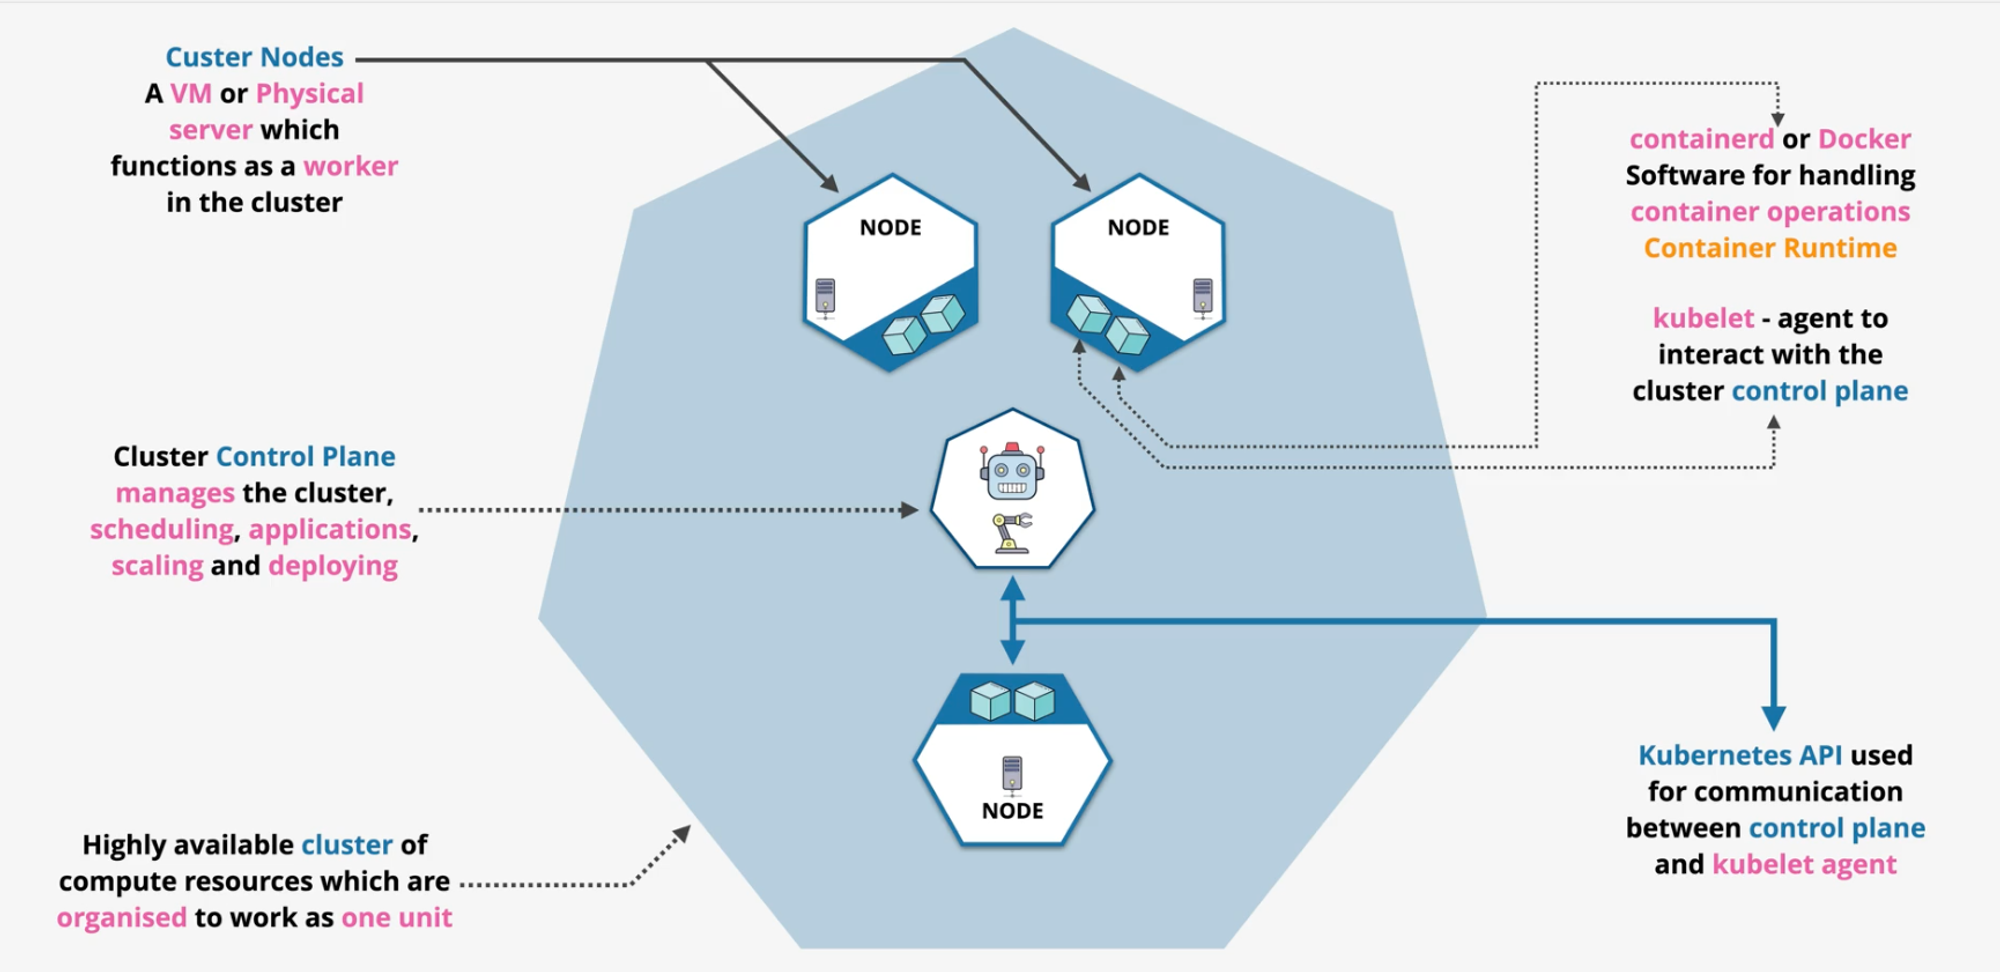 Custer Nodes
A VM or Physical
server which
functions as a worker
in the cluster
NODE
NODE
containerd or Docker
Software for handling
container operations
Container Runtime
kubelet - agent to
interact with the
cluster control plane
Cluster Control Plane
manages the cluster,
scheduling, applications,
scaling and deploying
NODE
Kubernetes API used
for communication
between control plane
and kubelet agent
Highly available cluster of
compute resources which are
organised to work as one unit